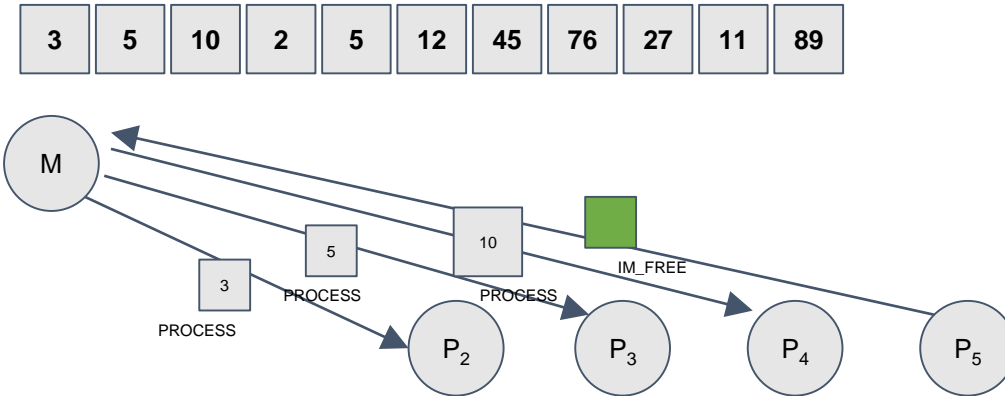 3 5 10 2 5 12 45 76 27 11 89
M
10
5
IM_FREE
3
PROCESS
PROCESS
PROCESS
P2 P3 P4 P5